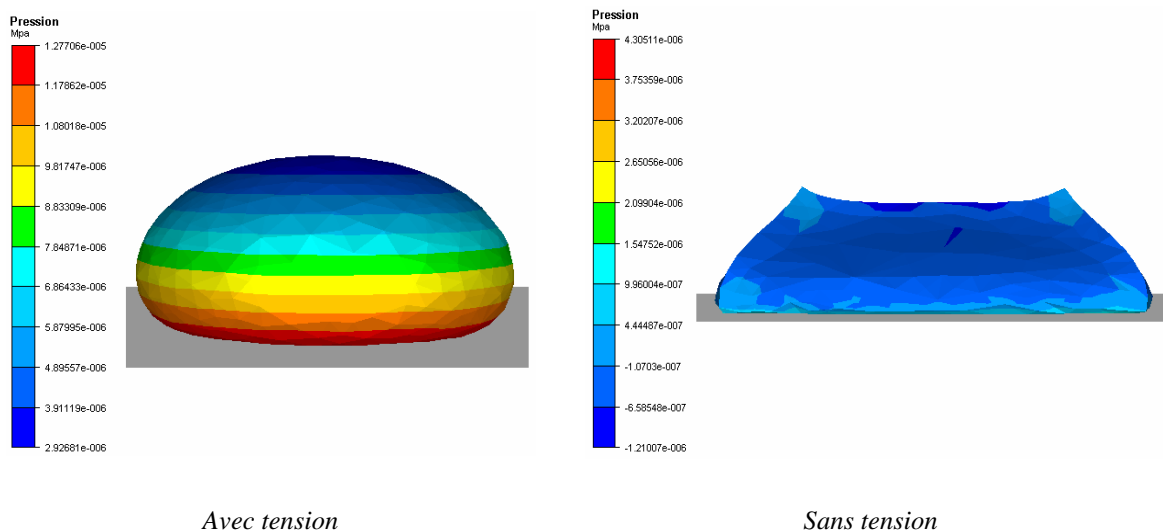 Pression
Mpa
1.27706e-005
1.17862e-005
1.08018e-005
9.81747e-006
8.83309e-006
7.84871e-006
6.86433e-006
5.87995e-006
4.89557e-006
3.91119e-006
2.92681e-006
Pression
Mpa
4.30511e-006
3.75359e-006
3.20207e-006
2.65056e-006
2.09904e-006
1.54752e-006
9.96004e-007
4.44487e-007
-1.0703e-007
-6.58548e-007
-1.21007e-006
Avec tension
Sans tension